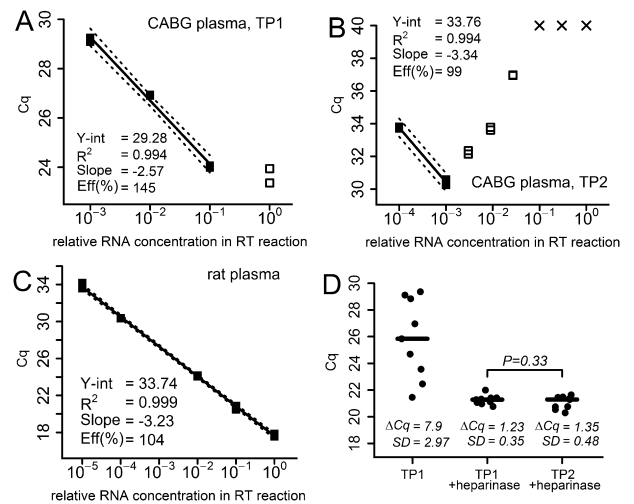 A
CABG plasma, TP1
Cq
30
28
26
24
Y-int = 29.28
R² = 0.994
Slope = -2.57
Eff(%) = 145
10⁻³ 10⁻² 10⁻¹ 10⁰
relative RNA concentration in RT reaction
B
Y-int = 33.76
R² = 0.994
Slope = -3.34
Eff(%) = 99
Cq
40
38
36
34
32
30
CABG plasma, TP2
10⁻⁴ 10⁻³ 10⁻² 10⁻¹ 10⁰
relative RNA concentration in RT reaction
C
rat plasma
Cq
34
30
26
22
18
Y-int = 33.74
R² = 0.999
Slope = -3.23
Eff(%) = 104
10⁻⁵ 10⁻⁴ 10⁻³ 10⁻² 10⁻¹ 10⁰
relative RNA concentration in RT reaction
D
Cq
30
28
26
24
22
20
18
P=0.33
ΔCq = 7.9 ΔCq = 1.23 ΔCq = 1.35
SD = 2.97 SD = 0.35 SD = 0.48
TP1 TP1 TP2
+heparinase +heparinase